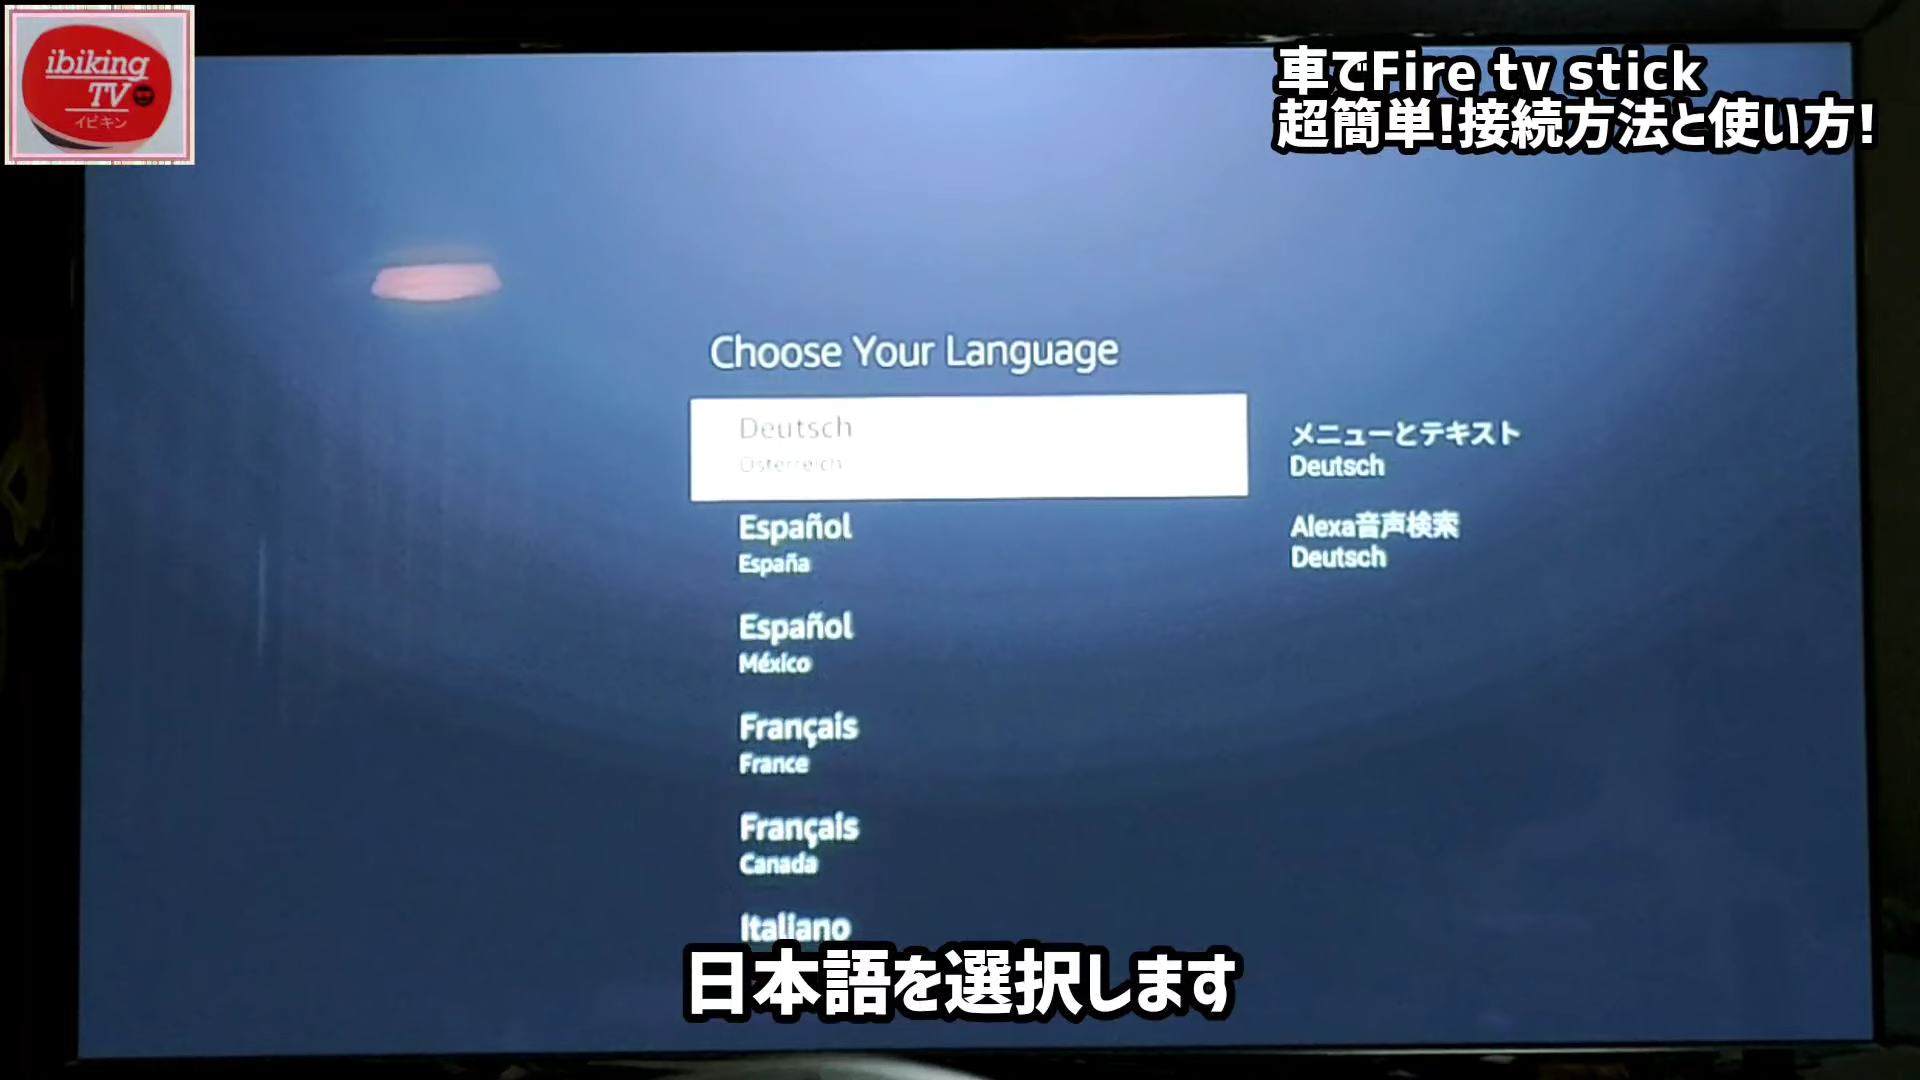 ibiking
TV
イビキン
車でFire tv stick
超簡単!接続方法と使い方!
Choose Your Language
Deutsch
Österreich
Español
España
Español
México
Français
France
Français
Canada
Italiano
メニューとテキスト
Deutsch
Alexa音声検索
Deutsch
日本語を選択します